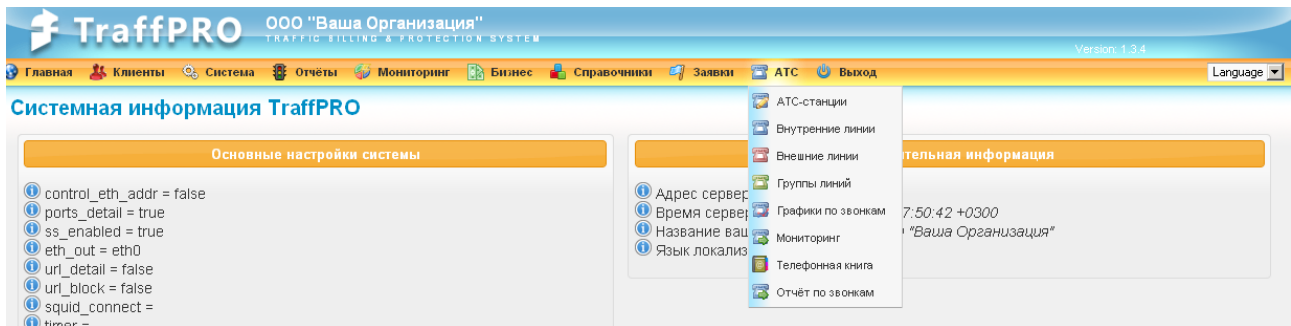 TraffPRO
ООО "Ваша Организация"
TRAFFIC BILLING & PROTECTION SYSTEM
Version: 1.3.4
Главная Клиенты Система Отчёты Мониторинг Бизнес Справочники Заявки АТС Выход Language
Системная информация TraffPRO
АТС-станции
Внутренние линии
Внешние линии
Группы линий
Графики по звонкам
Мониторинг
Телефонная книга
Отчёт по звонкам
Основные настройки системы
control_eth_addr = false
ports_detail = true
ss_enabled = true
eth_out = eth0
url_detail = false
url_block = false
squid_connect =
timer =
тельная информация
Адрес сервер
Время сервер 7:50:42 +0300
Название ваш "Ваша Организация"
Язык локализ